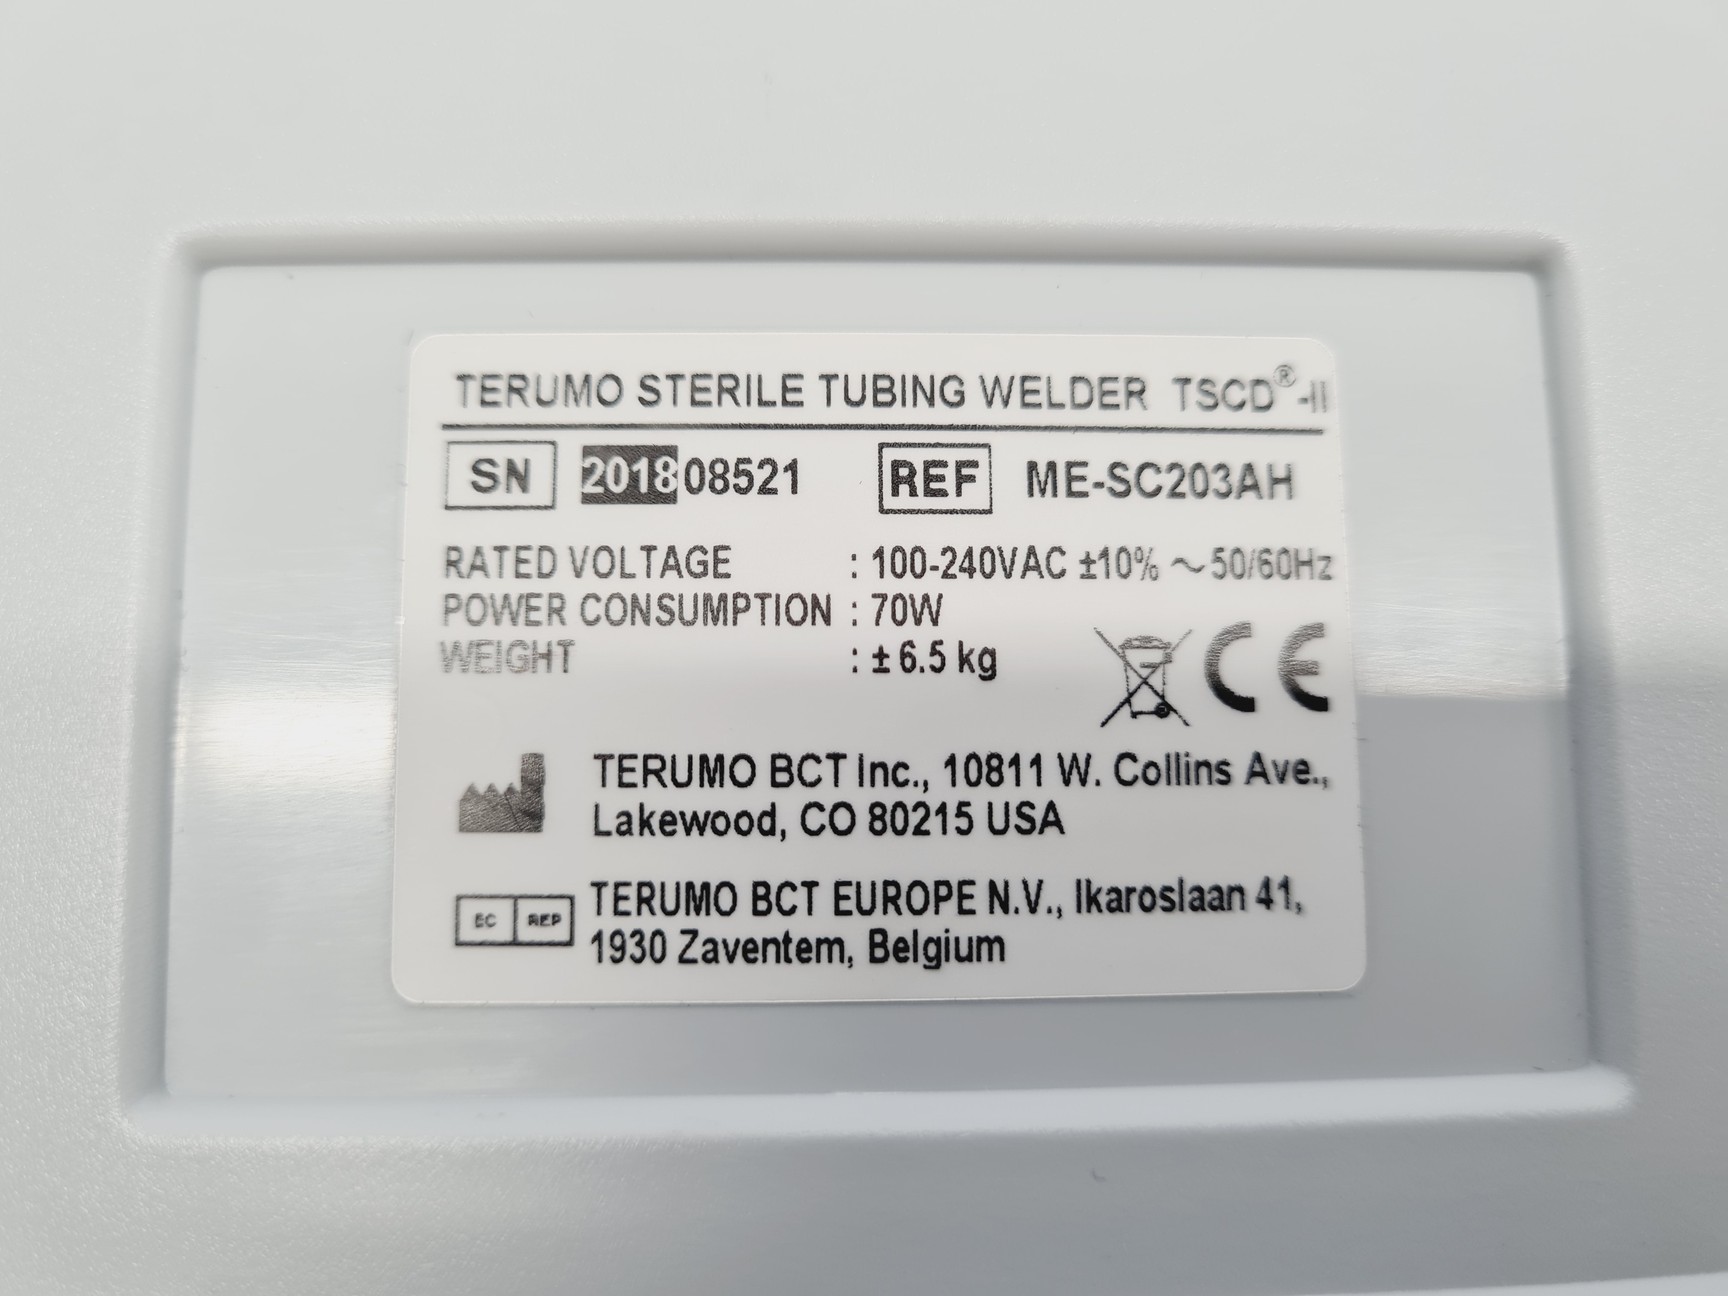 TERUMO STERILE TUBING WELDER TSCD®-II
SN 201808521 REF ME-SC203AH
RATED VOLTAGE : 100-240VAC ±10% ～50/60Hz
POWER CONSUMPTION : 70W
WEIGHT : ± 6.5 kg
CE
TERUMO BCT Inc., 10811 W. Collins Ave.,
Lakewood, CO 80215 USA
EC REP TERUMO BCT EUROPE N.V., Ikaroslaan 41,
1930 Zaventem, Belgium